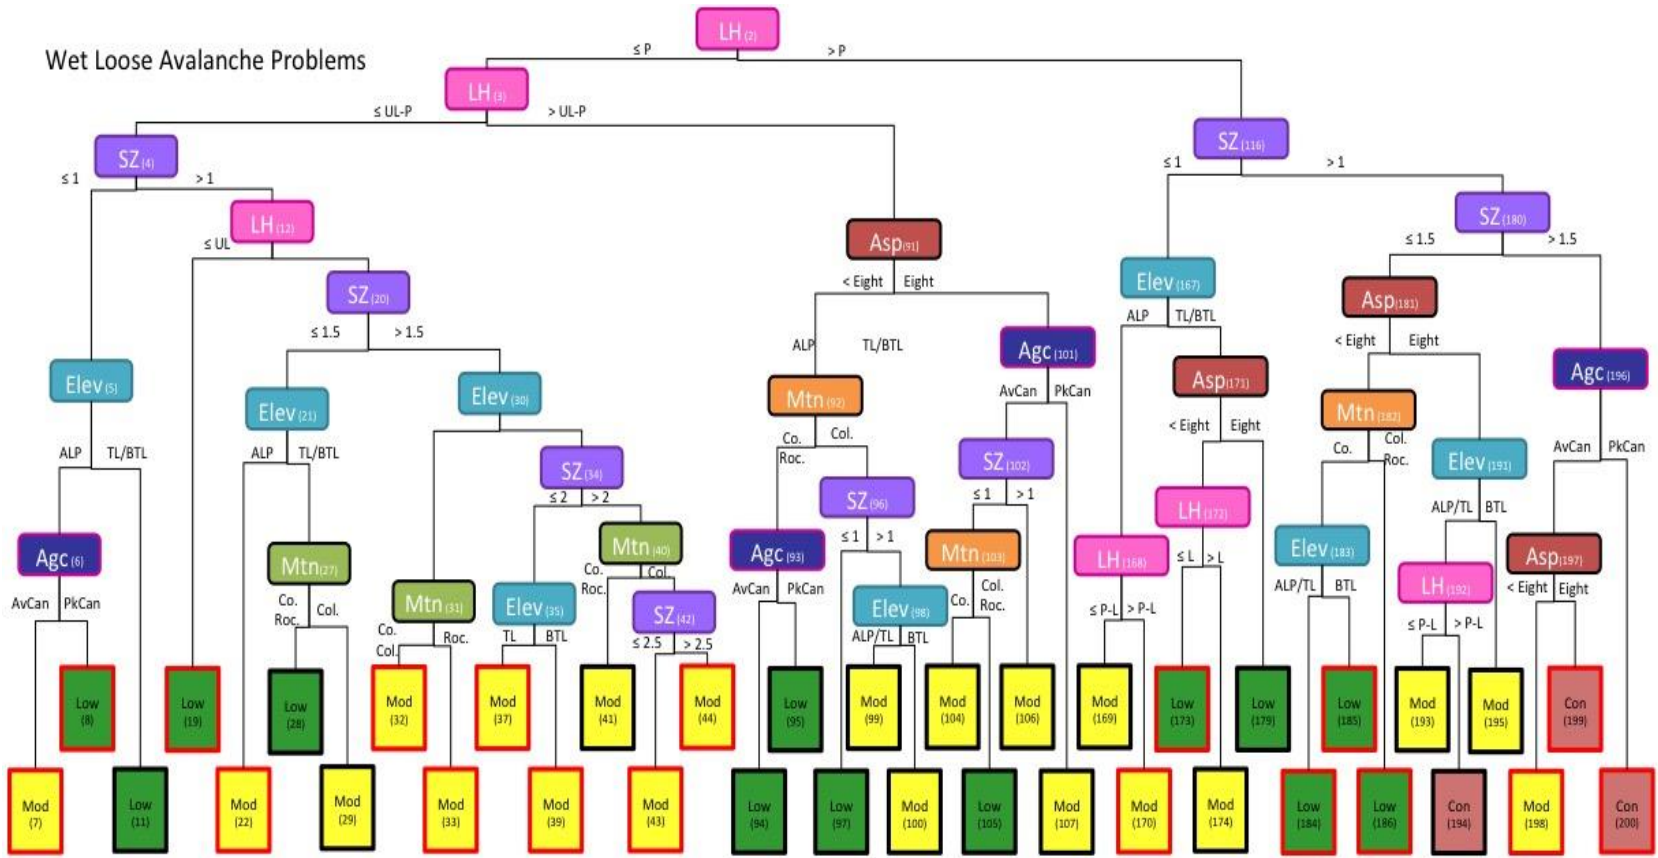 Wet Loose Avalanche Problems
LH (2)
≤ P > P
LH (3)
≤ UL-P > UL-P
SZ (4)
SZ (116)
≤ 1 > 1
≤ 1 > 1
LH (12)
SZ (180)
≤ UL
Asp(91)
≤ 1.5 > 1.5
SZ (20)
< Eight Eight
Elev (167)
Asp(181)
≤ 1.5 > 1.5
ALP TL/BTL
< Eight Eight
ALP TL/BTL
Agc (101)
Elev (5)
Elev (21)
Elev (30)
Mtn (92)
AvCan PkCan
Asp(171)
Mtn (182)
Agc (196)
Co. Roc. Col.
< Eight Eight
Co. Col. Roc.
AvCan PkCan
ALP TL/BTL
ALP TL/BTL
SZ (34)
SZ (102)
Elev (191)
≤ 2 > 2
SZ (96)
≤ 1 > 1
LH (172)
ALP/TL BTL
Agc (6)
Mtn(27)
Mtn (40)
≤ 1 > 1
Agc (93)
Mtn (103)
LH (168)
≤ L > L
Elev (183)
Asp(197)
AvCan PkCan
Co. Roc. Col.
Co. Roc. Col.
AvCan PkCan
Co. Col. Roc.
≤ P-L > P-L
ALP/TL BTL
LH (192)
< Eight Eight
Mtn (31)
Elev (35)
SZ (42)
Elev (98)
≤ P-L > P-L
Co. Col. Roc.
TL BTL
≤ 2.5 > 2.5
ALP/TL BTL
Low (8)
Low (19)
Low (28)
Mod (32)
Mod (37)
Mod (41)
Mod (44)
Low (95)
Mod (99)
Mod (104)
Mod (106)
Mod (169)
Low (173)
Low (179)
Low (185)
Mod (193)
Mod (195)
Con (199)
Mod (7)
Low (11)
Mod (22)
Mod (29)
Mod (33)
Mod (39)
Mod (43)
Low (94)
Low (97)
Mod (100)
Low (105)
Mod (107)
Mod (170)
Mod (174)
Low (184)
Low (186)
Con (194)
Mod (198)
Con (200)